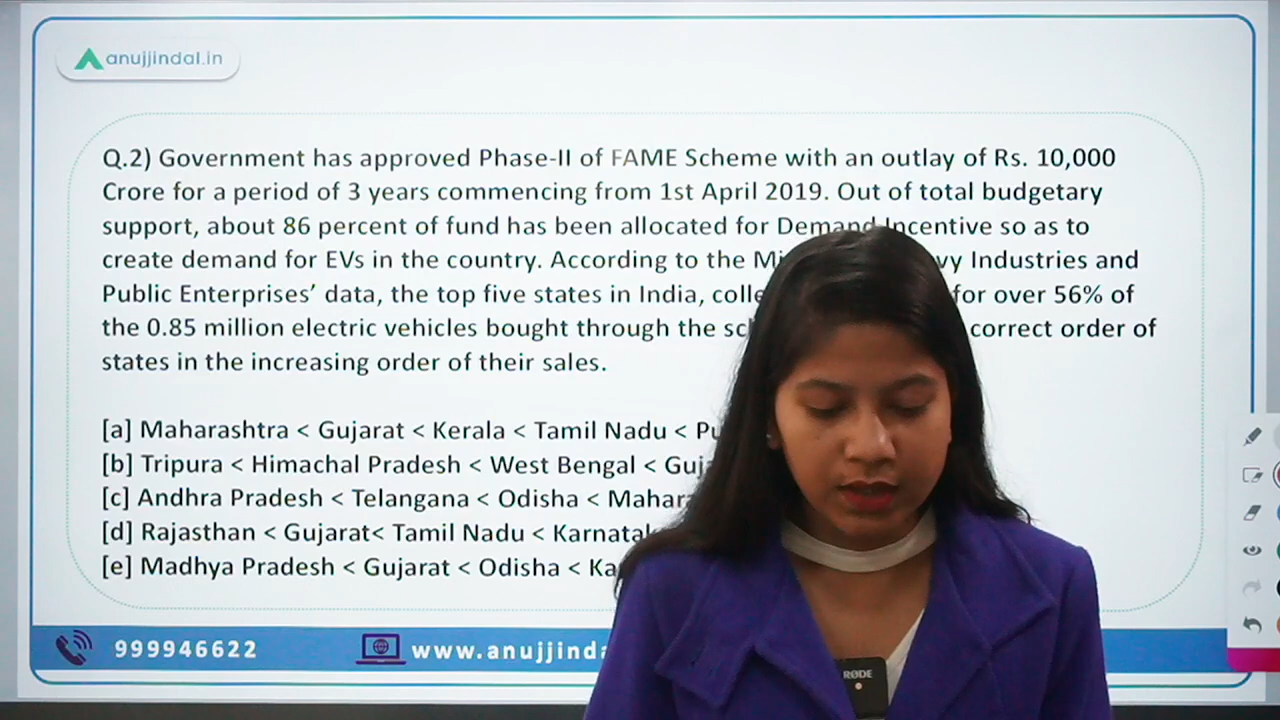 anujjindal.in
Q.2) Government has approved Phase-II of FAME Scheme with an outlay of Rs. 10,000
Crore for a period of 3 years commencing from 1st April 2019. Out of total budgetary
support, about 86 percent of fund has been allocated for Demand Incentive so as to
create demand for EVs in the country. According to the Industries and
Public Enterprises' data, the top five states in India, for over 56% of
the 0.85 million electric vehicles bought through the correct order of
states in the increasing order of their sales.
[a] Maharashtra < Gujarat < Kerala < Tamil Nadu <
[b] Tripura < Himachal Pradesh < West Bengal <
[c] Andhra Pradesh < Telangana < Odisha <
[d] Rajasthan < Gujarat< Tamil Nadu <
[e] Madhya Pradesh < Gujarat < Odisha <
999946622
RØDE